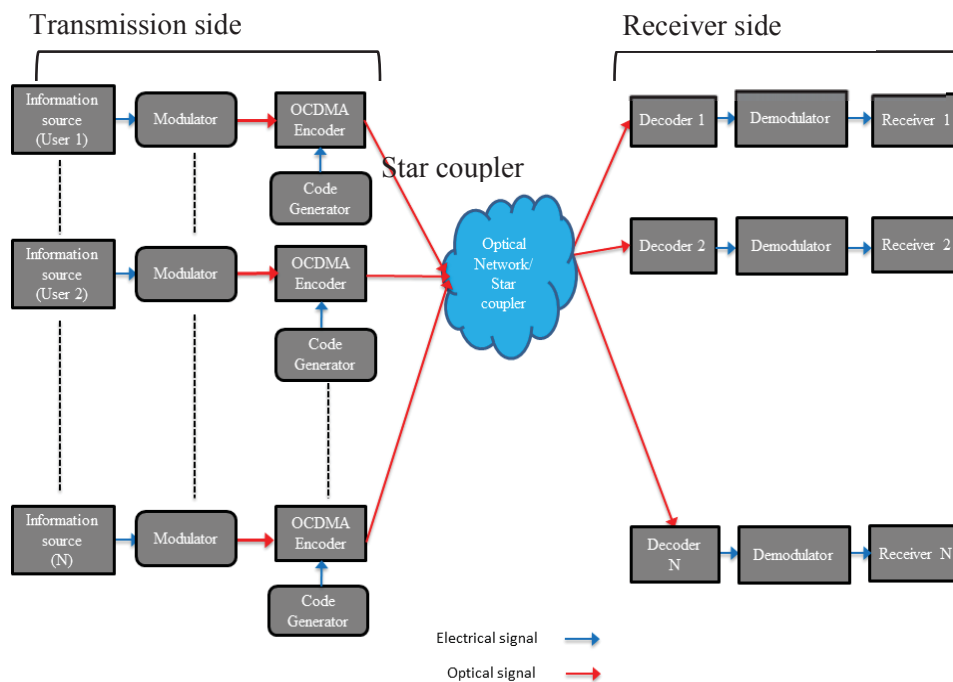 Transmission side
Receiver side
Information
source
(User 1)
Modulator
OCDMA
Encoder
Code
Generator
Star coupler
Decoder 1
Demodulator
Receiver 1
Information
source
(User 2)
Modulator
OCDMA
Encoder
Code
Generator
Optical
Network/
Star
coupler
Decoder 2
Demodulator
Receiver 2
Information
source
(N)
Modulator
OCDMA
Encoder
Code
Generator
Decoder
N
Demodulator
Receiver N
Electrical signal
Optical signal